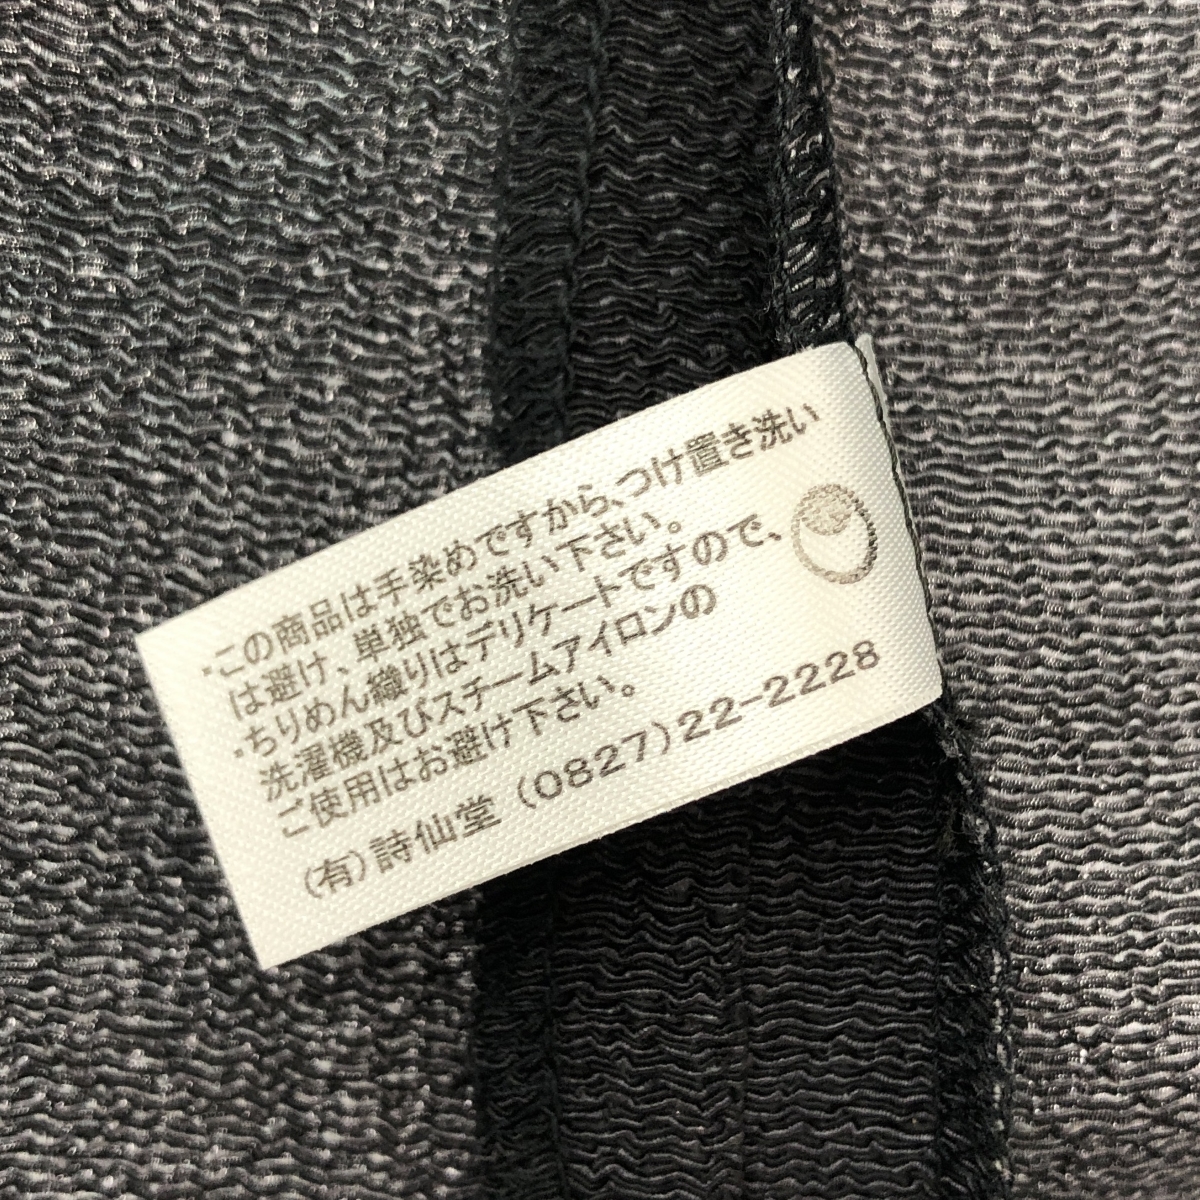 ・この商品は手染めですから、つけ置き洗い
は避け、単独でお洗い下さい。
・ちりめん織りはデリケートですので、
洗濯機及びスチームアイロンの
ご使用はお避け下さい。
(有)詩仙堂 (0827)22-2228